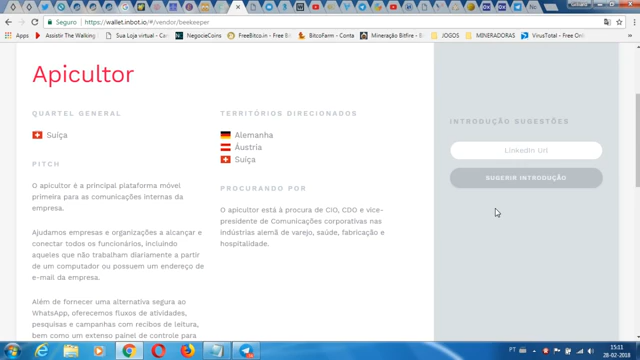 Seguro
https://wallet.inbot.io/#/vendor/beekeeper
Apps
Assistir The Walking
Sua Loja virtual - Car
NegocieCoins
FreeBitco.in
BitcoFarm - Conta
Mineração Bitfire - B
JOGOS
MINERADORAS
VirusTotal - Free Onl
Apicultor
QUARTEL GENERAL
Suíça
PITCH
O apicultor é a principal plataforma móvel
primeira para as comunicações internas da
empresa.
Ajudamos empresas e organizações a alcançar e
conectar todos os funcionários, incluindo
aqueles que não trabalham diariamente a partir
de um computador ou possuem um endereço de
e-mail da empresa.
Além de fornecer uma alternativa segura ao
WhatsApp, oferecemos fluxos de atividades,
pesquisas e campanhas com recibos de leitura,
bem como um extenso painel de controle para
TERRITÓRIOS DIRECIONADOS
Alemanha
Áustria
Suíça
PROCURANDO POR
O apicultor está à procura de CIO, CDO e vice-
presidente de Comunicações corporativas nas
indústrias alemã de varejo, saúde, fabricação e
hospitalidade.
INTRODUÇÃO SUGESTÕES
LinkedIn Url
SUGERIR INTRODUÇÃO
PT
15:31
28-02-2018